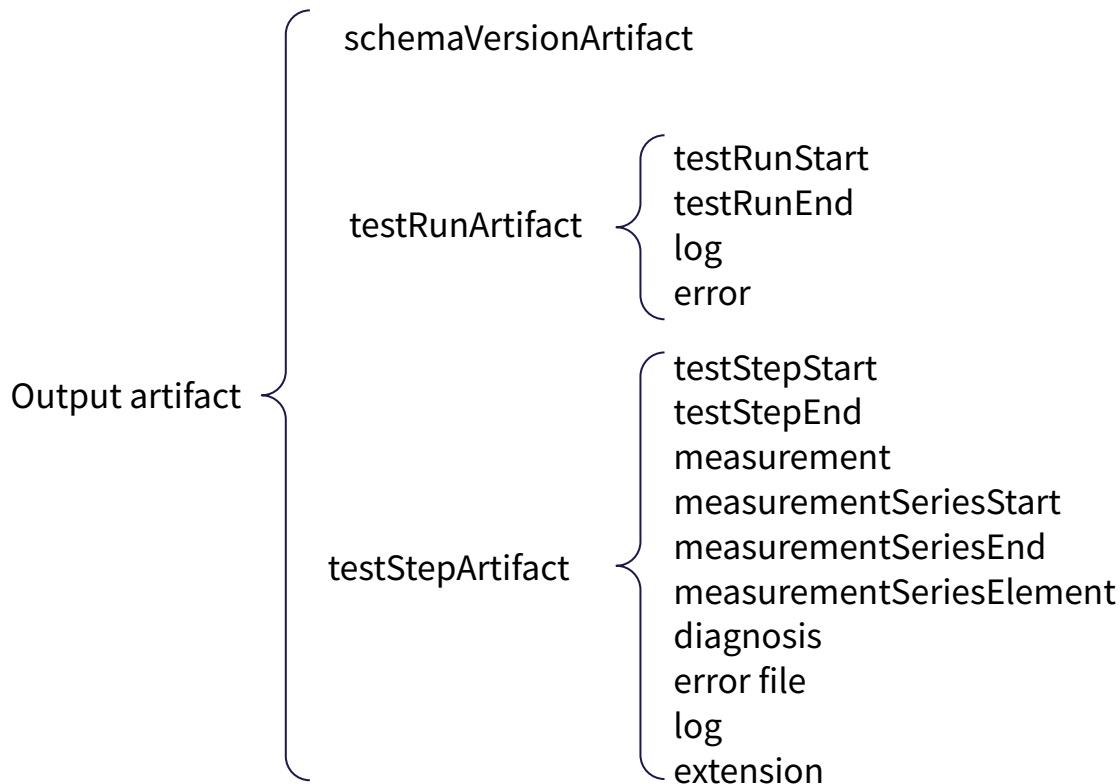 schemaVersionArtifact
testRunStart
testRunEnd
testRunArtifact
log
error
testStepStart
Output artifact
testStepEnd
measurement
measurementSeriesStart
measurementSeriesEnd
testStepArtifact
measurementSeriesElement
diagnosis
error file
log
extension